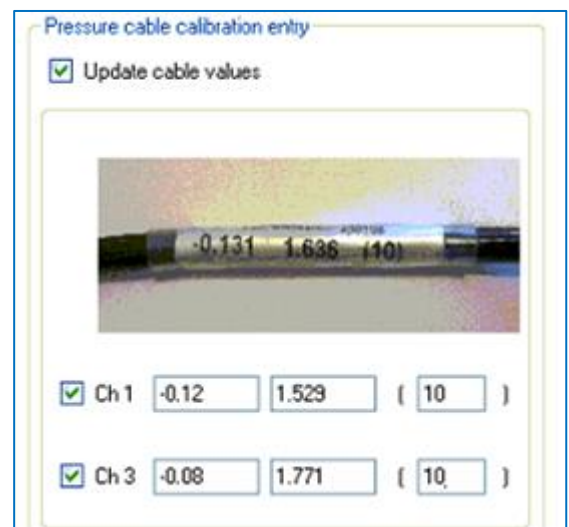 Pressure cable calibration entry
Update cable values
-0.131 1.636 (10)
Ch 1 -0.12 1.529 ( 10 )
Ch 3 -0.08 1.771 ( 10 )